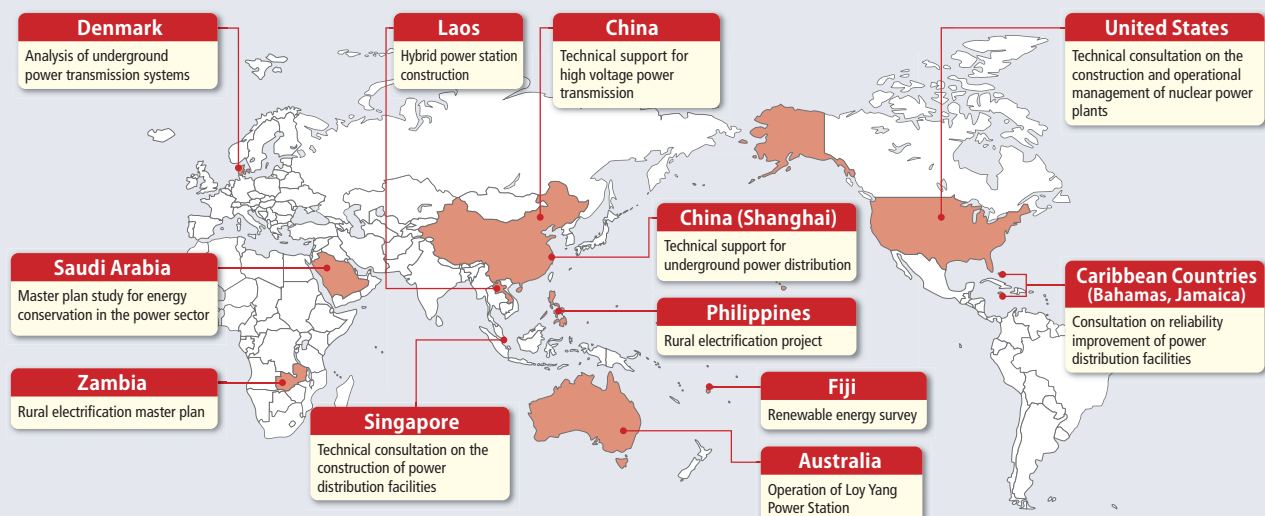 Denmark
Analysis of underground
power transmission systems
Laos
Hybrid power station
construction
China
Technical support for
high voltage power
transmission
United States
Technical consultation on the
construction and operational
management of nuclear power
plants
Saudi Arabia
Master plan study for energy
conservation in the power sector
China (Shanghai)
Technical support for
underground power distribution
Caribbean Countries
(Bahamas, Jamaica)
Consultation on reliability
improvement of power
distribution facilities
Philippines
Rural electrification project
Zambia
Rural electrification master plan
Singapore
Technical consultation on the
construction of power
distribution facilities
Fiji
Renewable energy survey
Australia
Operation of Loy Yang
Power Station